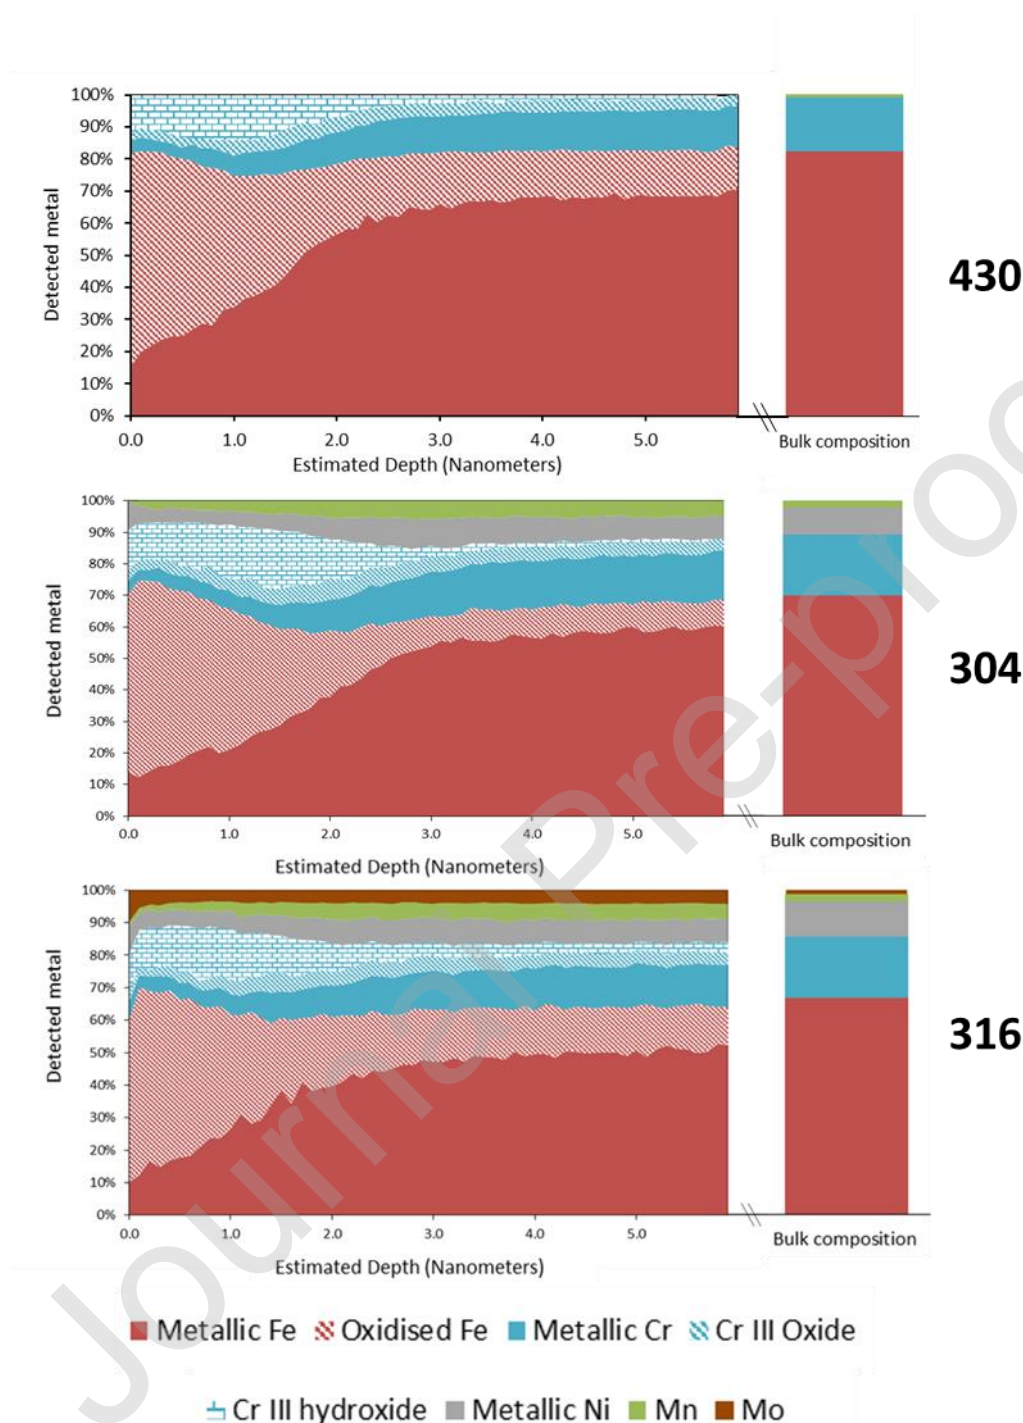 100%
90%
80%
70%
60%
50%
40%
30%
20%
10%
0%
Detected metal
0.0 1.0 2.0 3.0 4.0 5.0
Estimated Depth (Nanometers)
Bulk composition
430
100%
90%
80%
70%
60%
50%
40%
30%
20%
10%
0%
Detected metal
0.0 1.0 2.0 3.0 4.0 5.0
Estimated Depth (Nanometers)
Bulk composition
304
100%
90%
80%
70%
60%
50%
40%
30%
20%
10%
0%
Detected metal
0.0 1.0 2.0 3.0 4.0 5.0
Estimated Depth (Nanometers)
Bulk composition
316
Metallic Fe Oxidised Fe Metallic Cr Cr III Oxide
Cr III hydroxide Metallic Ni Mn Mo
Journal Pre-proo